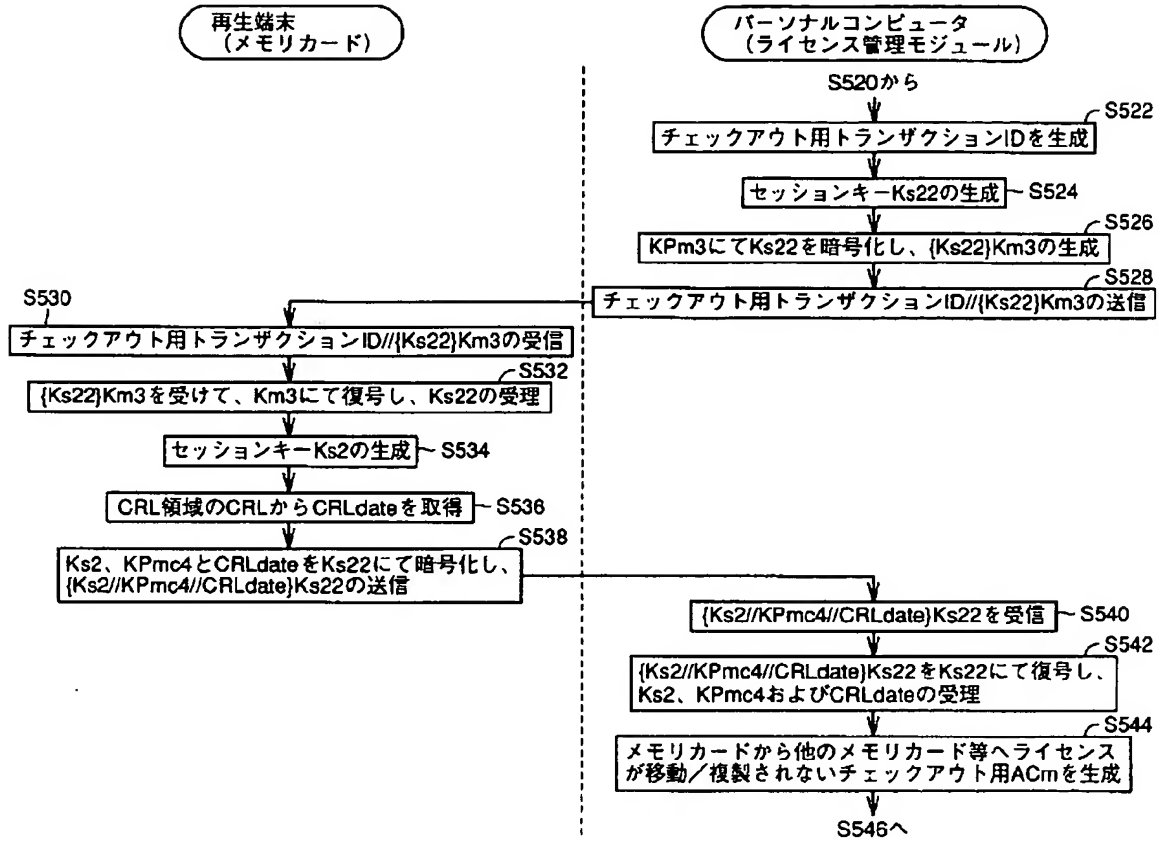 再生端末
（メモリカード）
パーソナルコンピュータ
（ライセンス管理モジュール）
S520から
S522
チェックアウト用トランザクションIDを生成
セッションキーKs22の生成
S524
S526
KPm3にてKs22を暗号化し、{Ks22}Km3の生成
S528
チェックアウト用トランザクションID//{Ks22}Km3の送信
S530
チェックアウト用トランザクションID//{Ks22}Km3の受信
S532
{Ks22}Km3を受けて、Km3にて復号し、Ks22の受理
セッションキーKs2の生成
S534
CRL領域のCRLからCRLdateを取得
S536
S538
Ks2、KPmc4とCRLdateをKs22にて暗号化し、
{Ks2//KPmc4//CRLdate}Ks22の送信
{Ks2//KPmc4//CRLdate}Ks22を受信
S540
S542
{Ks2//KPmc4//CRLdate}Ks22をKs22にて復号し、
Ks2、KPmc4およびCRLdateの受理
S544
メモリカードから他のメモリカード等へライセンス
が移動／複製されないチェックアウト用ACmを生成
S546へ